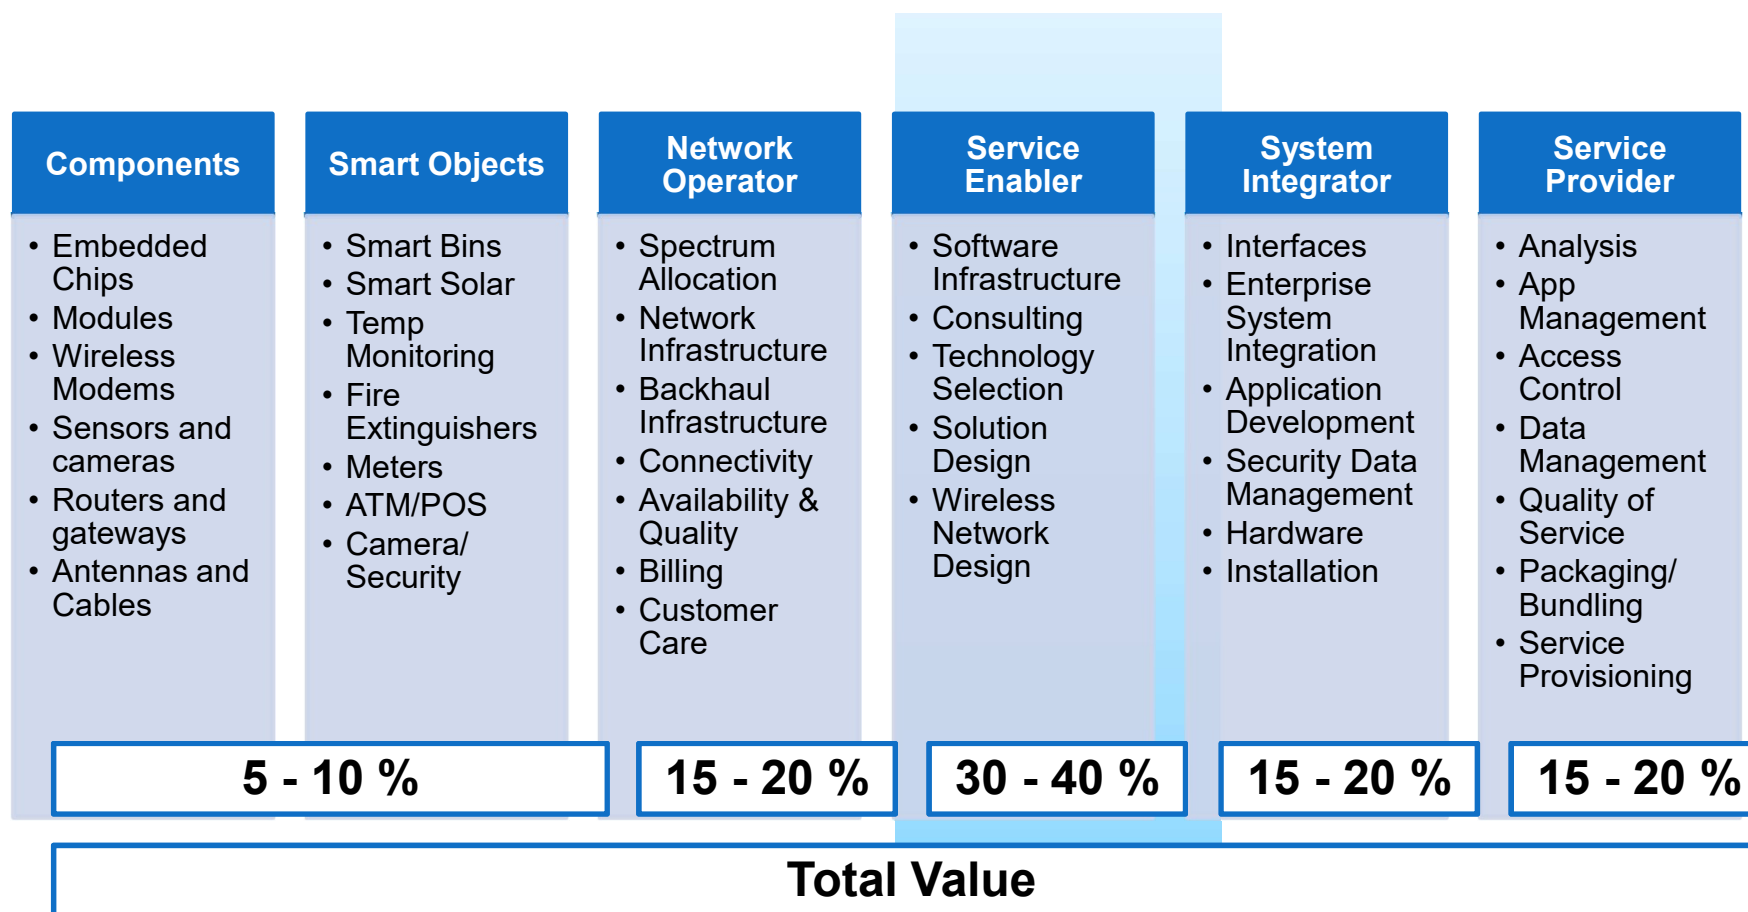 Components
• Embedded
Chips
• Modules
• Wireless
Modems
• Sensors and
cameras
• Routers and
gateways
• Antennas and
Cables
Smart Objects
• Smart Bins
• Smart Solar
• Temp
Monitoring
• Fire
Extinguishers
• Meters
• ATM/POS
• Camera/
Security
5 - 10 %
Network
Operator
• Spectrum
Allocation
• Network
Infrastructure
• Backhaul
Infrastructure
• Connectivity
• Availability &
Quality
• Billing
• Customer
Care
15 - 20 %
Service
Enabler
• Software
Infrastructure
• Consulting
• Technology
Selection
• Solution
Design
• Wireless
Network
Design
30 - 40 %
System
Integrator
• Interfaces
• Enterprise
System
Integration
• Application
Development
• Security Data
Management
• Hardware
• Installation
15 - 20 %
Service
Provider
• Analysis
• App
Management
• Access
Control
• Data
Management
• Quality of
Service
• Packaging/
Bundling
• Service
Provisioning
15 - 20 %
Total Value